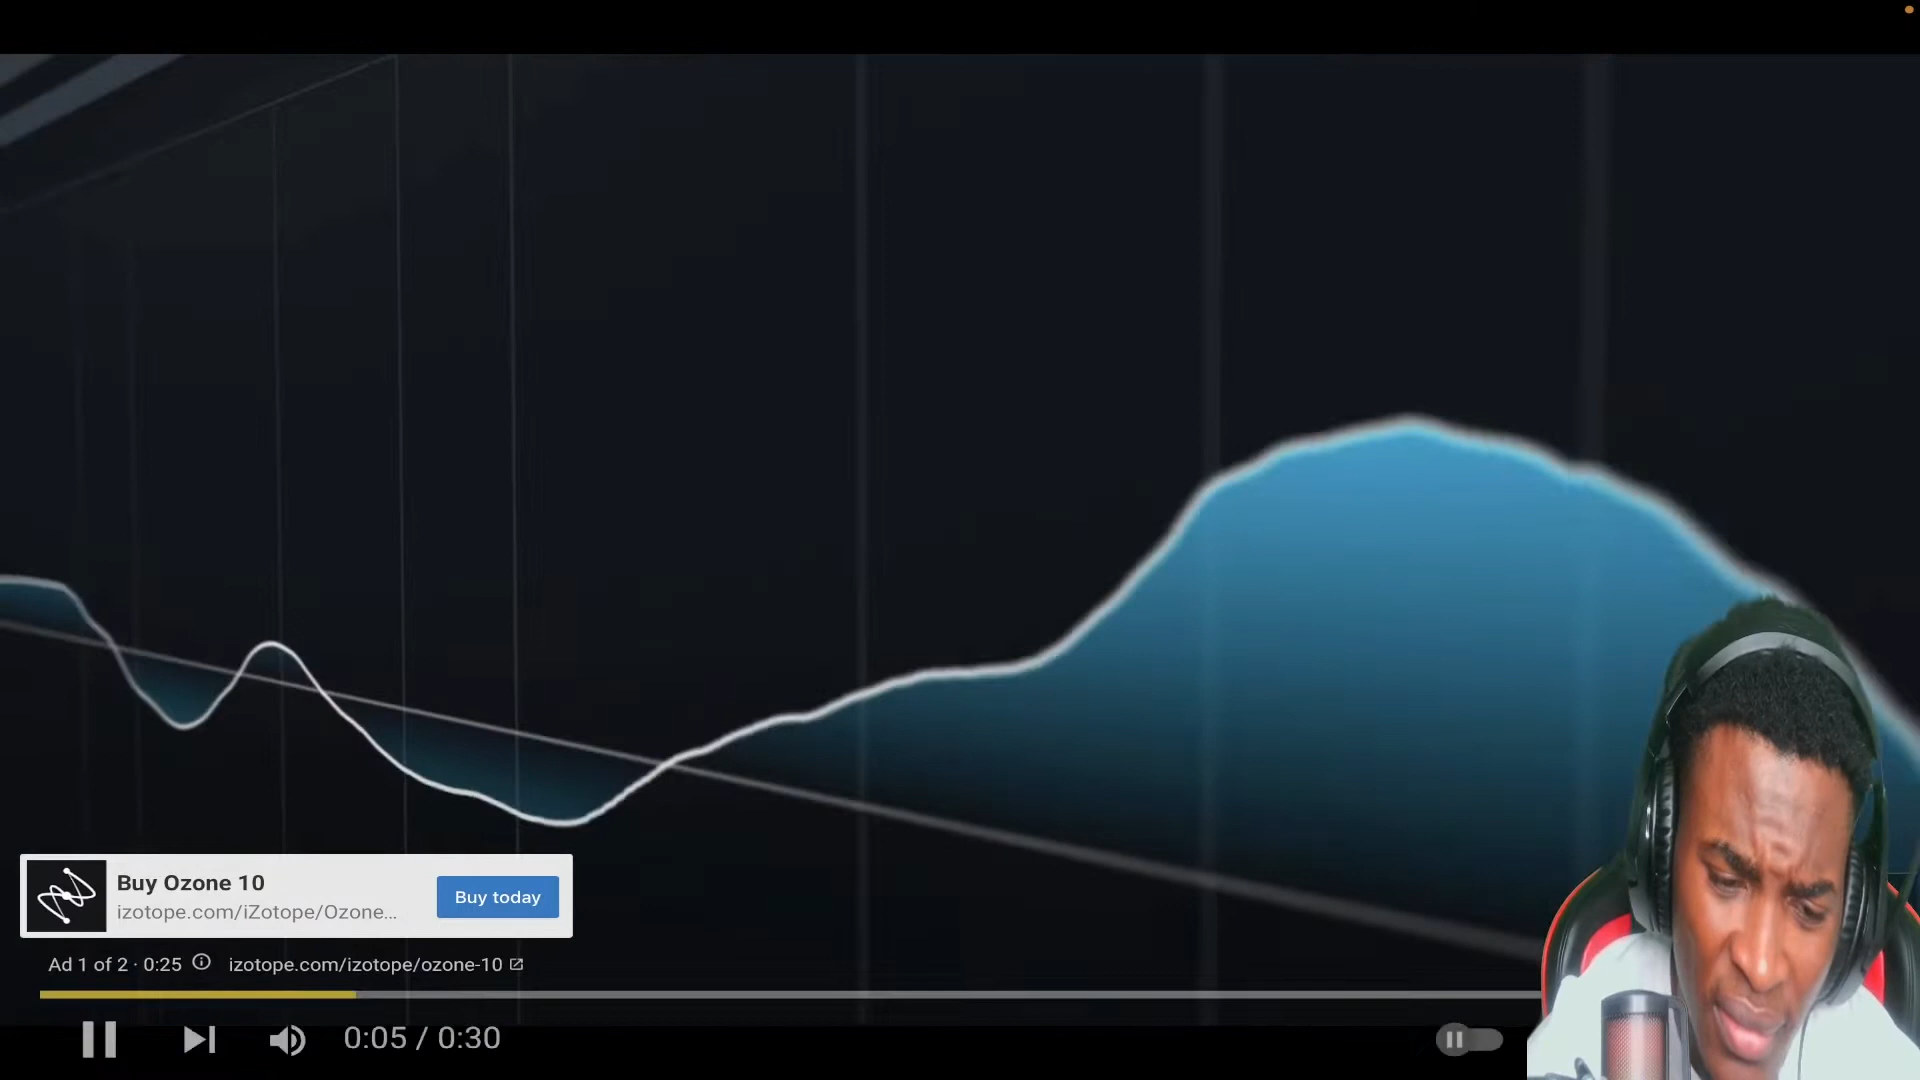 Buy Ozone 10
izotope.com/iZotope/Ozone...
Buy today
Ad 1 of 2 · 0:25
izotope.com/izotope/ozone-10
0:05 / 0:30